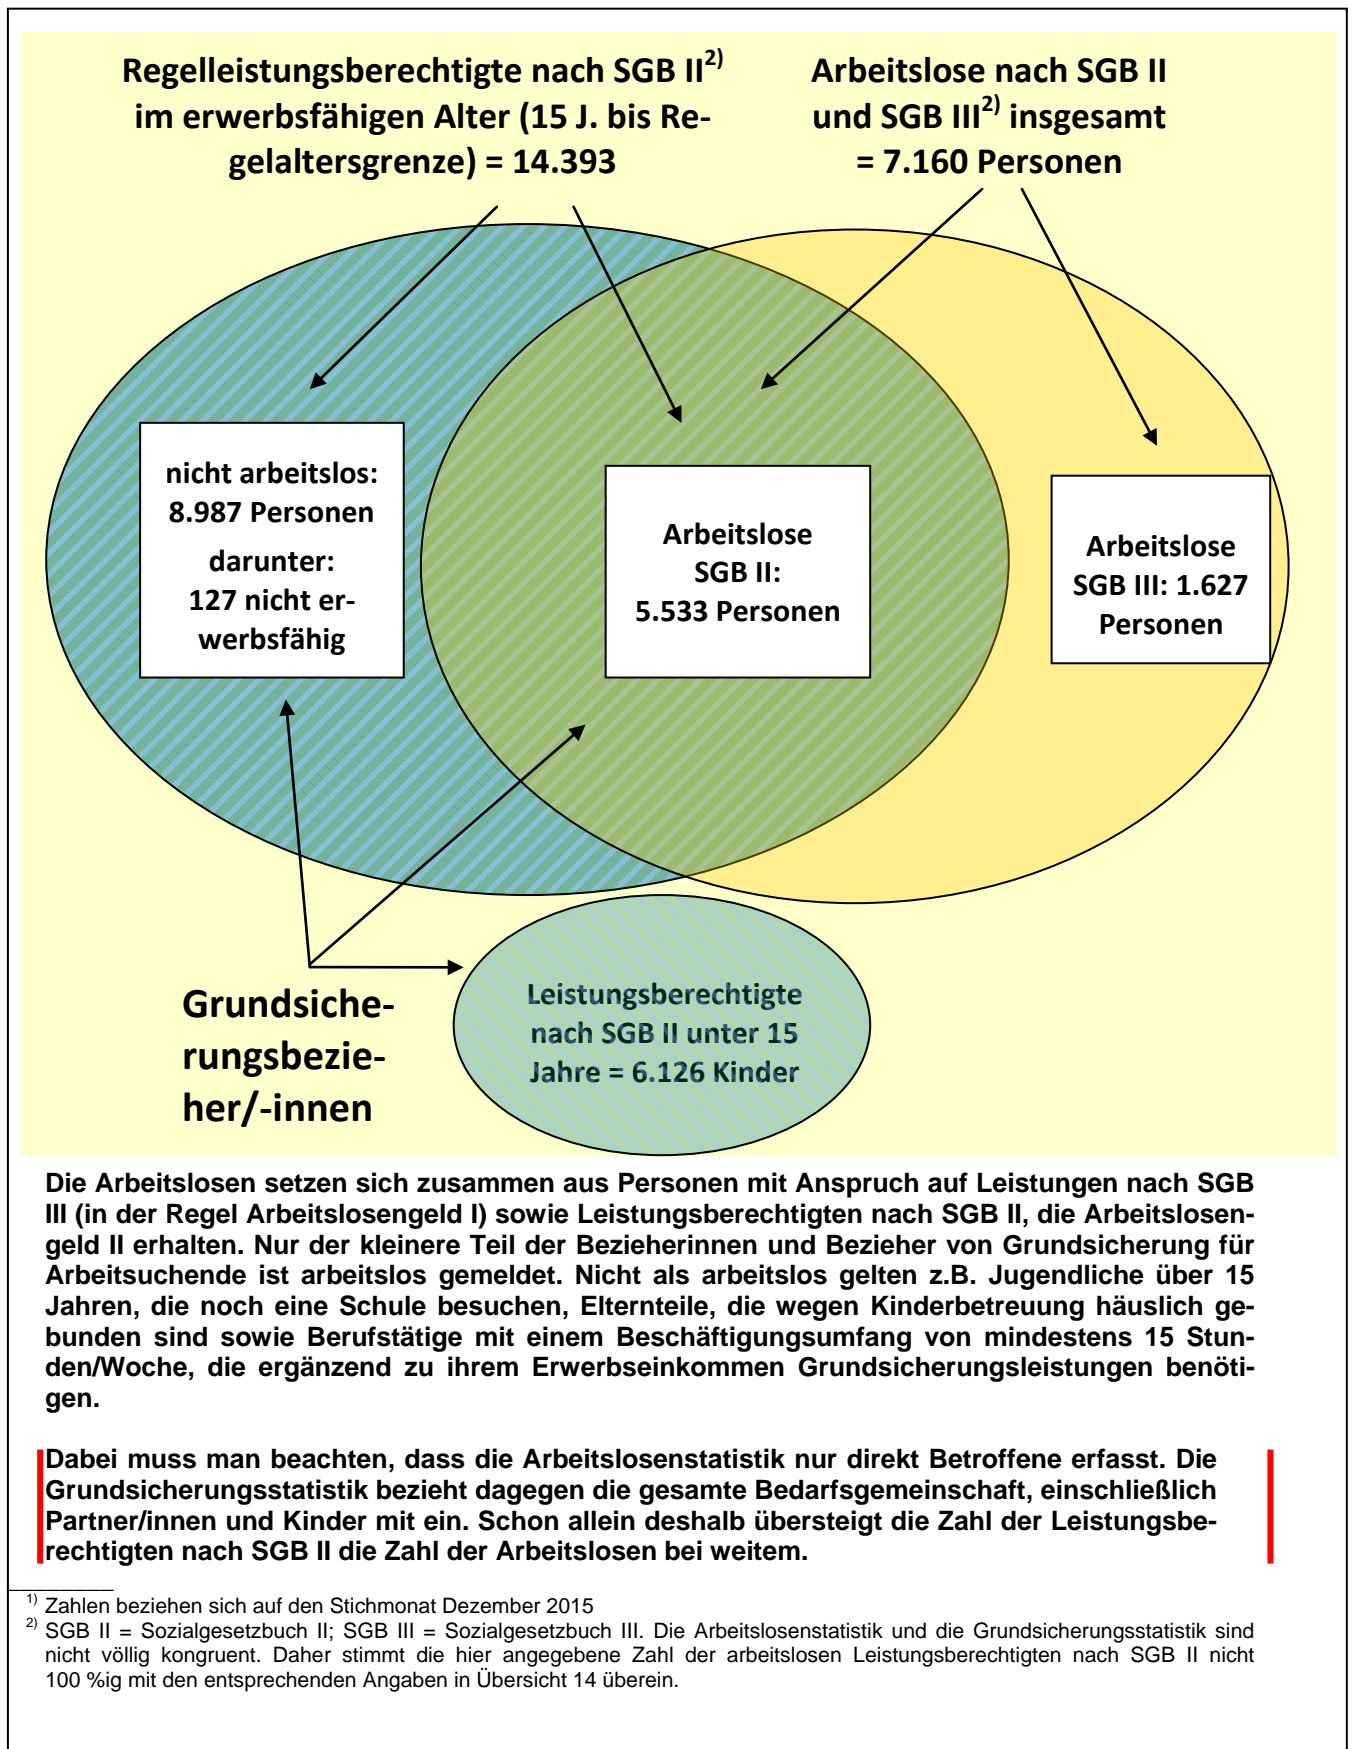 Regelleistungsberechtigte nach SGB II2)
im erwerbsfähigen Alter (15 J. bis Re-
gelaltersgrenze) = 14.393
Arbeitslose nach SGB II
und SGB III2) insgesamt
= 7.160 Personen
nicht arbeitslos:
8.987 Personen
darunter:
127 nicht er-
werbsfähig
Arbeitslose
SGB II:
5.533 Personen
Arbeitslose
SGB III: 1.627
Personen
Grundsiche-
rungsbezie-
her/-innen
Leistungsberechtigte
nach SGB II unter 15
Jahre = 6.126 Kinder
Die Arbeitslosen setzen sich zusammen aus Personen mit Anspruch auf Leistungen nach SGB
III (in der Regel Arbeitslosengeld I) sowie Leistungsberechtigten nach SGB II, die Arbeitslosen-
geld II erhalten. Nur der kleinere Teil der Bezieherinnen und Bezieher von Grundsicherung für
Arbeitsuchende ist arbeitslos gemeldet. Nicht als arbeitslos gelten z.B. Jugendliche über 15
Jahren, die noch eine Schule besuchen, Elternteile, die wegen Kinderbetreuung häuslich ge-
bunden sind sowie Berufstätige mit einem Beschäftigungsumfang von mindestens 15 Stun-
den/Woche, die ergänzend zu ihrem Erwerbseinkommen Grundsicherungsleistungen benöti-
gen.
Dabei muss man beachten, dass die Arbeitslosenstatistik nur direkt Betroffene erfasst. Die
Grundsicherungsstatistik bezieht dagegen die gesamte Bedarfsgemeinschaft, einschließlich
Partner/innen und Kinder mit ein. Schon allein deshalb übersteigt die Zahl der Leistungsbe-
rechtigten nach SGB II die Zahl der Arbeitslosen bei weitem.
1) Zahlen beziehen sich auf den Stichmonat Dezember 2015
2) SGB II = Sozialgesetzbuch II; SGB III = Sozialgesetzbuch III. Die Arbeitslosenstatistik und die Grundsicherungsstatistik sind
nicht völlig kongruent. Daher stimmt die hier angegebene Zahl der arbeitslosen Leistungsberechtigten nach SGB II nicht
100 %ig mit den entsprechenden Angaben in Übersicht 14 überein.